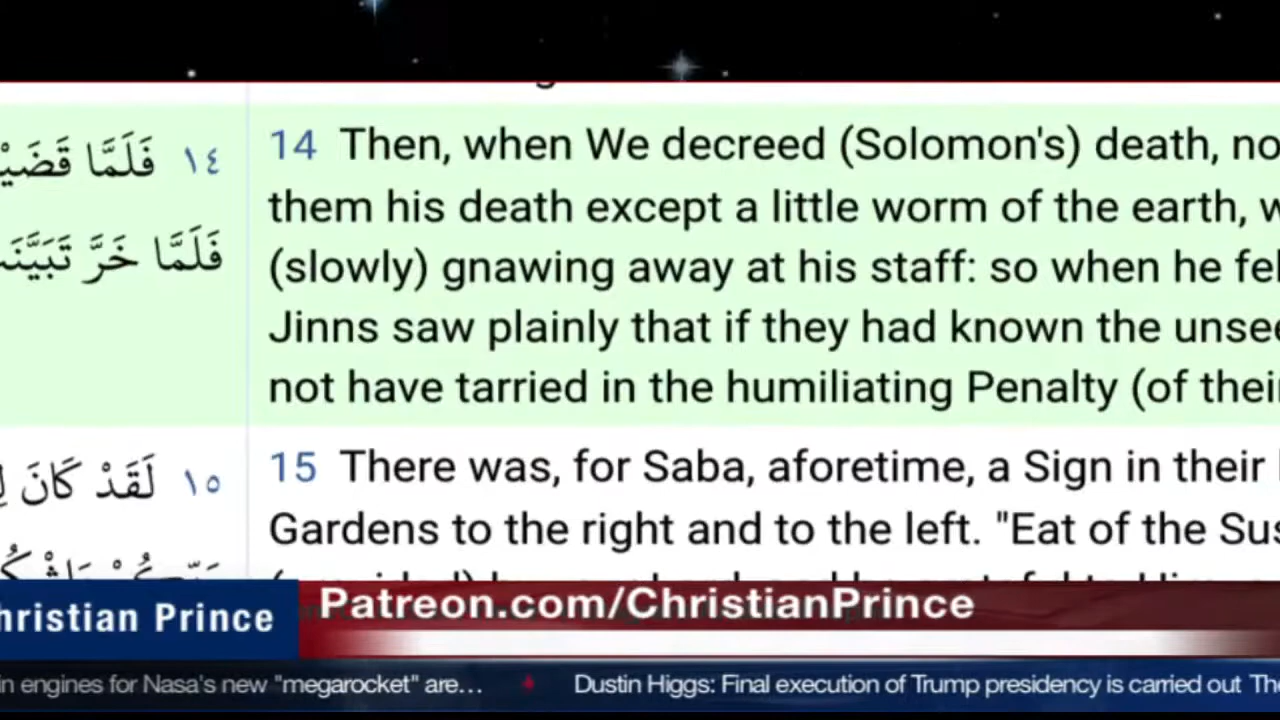 ١٤ فَلَمَّا
14 Then, when We decreed (Solomon's) death, no
them his death except a little worm of the earth, w
فَلَمَّا خَرَّ
(slowly) gnawing away at his staff: so when he fel
Jinns saw plainly that if they had known the unsee
not have tarried in the humiliating Penalty (of their
١٥ لَقَدْ كَانَ
15 There was, for Saba, aforetime, a Sign in their
Gardens to the right and to the left. "Eat of the Sus
hristian Prince
Patreon.com/ChristianPrince
in engines for Nasa's new "megarocket" are… Dustin Higgs: Final execution of Trump presidency is carried out The